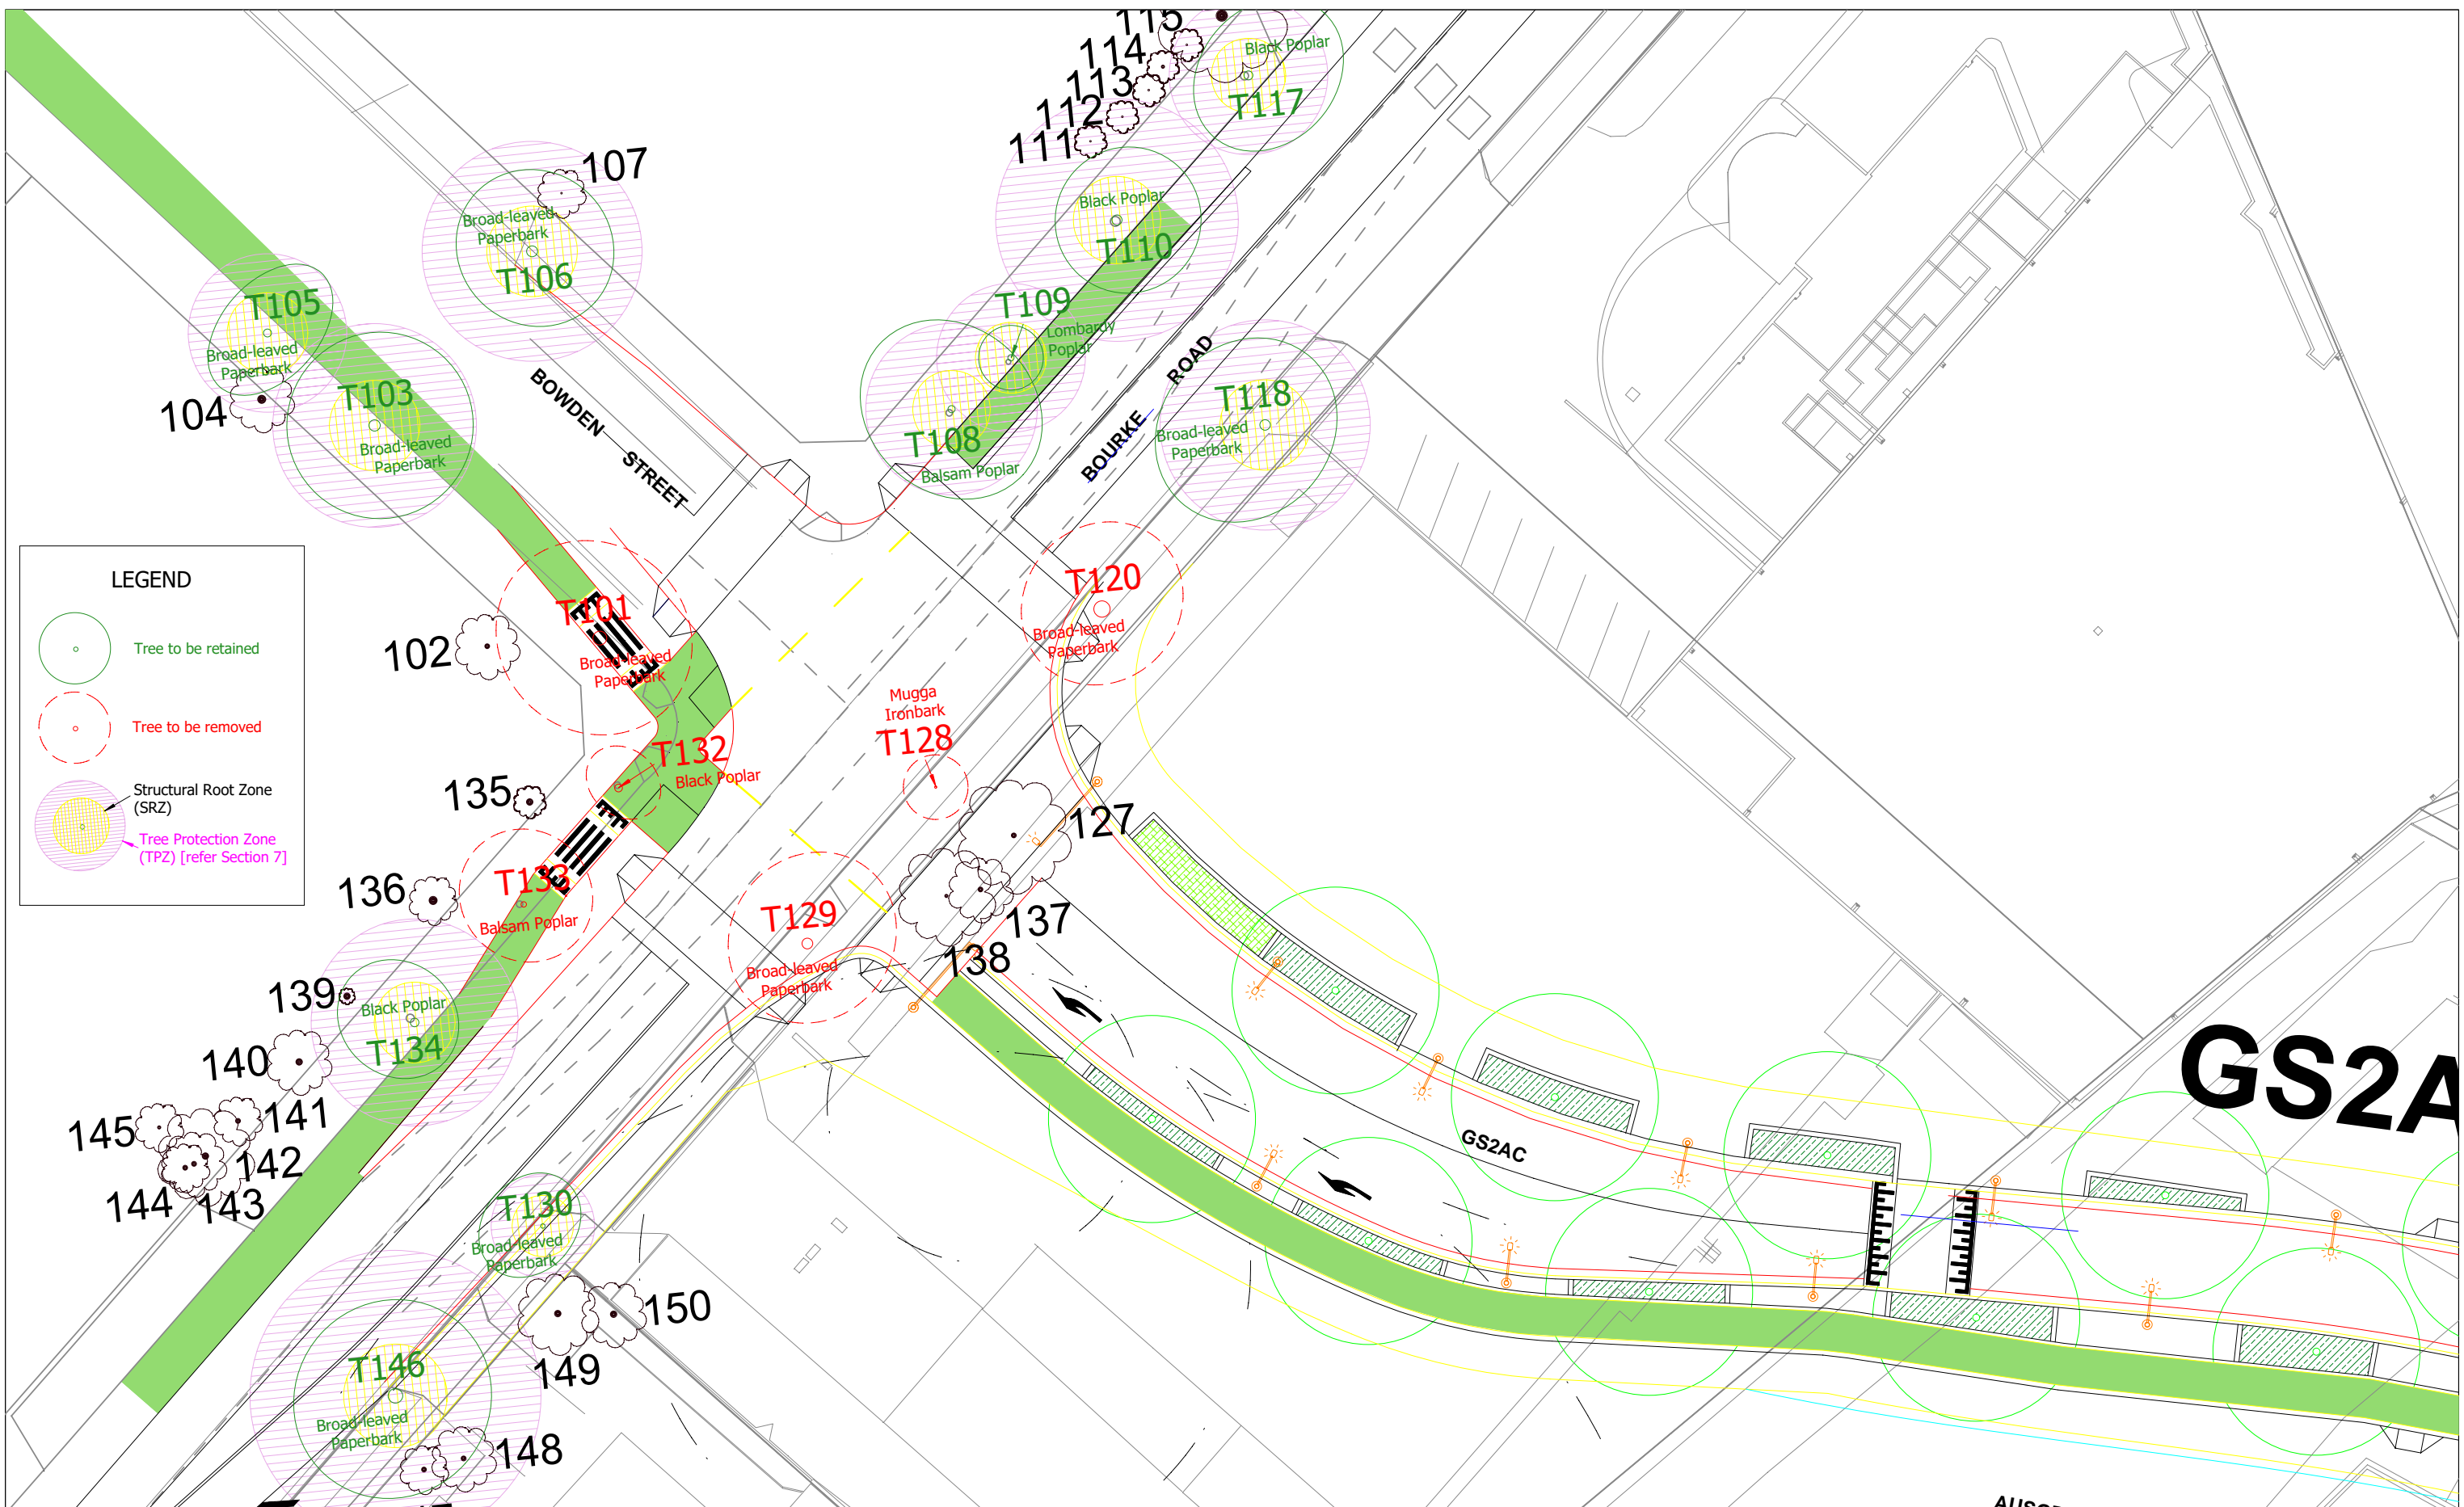 115
114
113
112
111
Black Poplar
T117
107
Broad-leaved
Paperbark
T106
Black Poplar
T110
T105
Broad-leaved
Paperbark
104
T103
Broad-leaved
Paperbark
T109
Lombardy
Poplar
T108
Balsam Poplar
BOWDEN STREET
BOURKE ROAD
T118
Broad-leaved
Paperbark
LEGEND
Tree to be retained
Tree to be removed
Structural Root Zone
(SRZ)
Tree Protection Zone
(TPZ) [refer Section 7]
T101
Broad-leaved
Paperbark
102
T120
Broad-leaved
Paperbark
Mugga
Ironbark
T128
T132
Black Poplar
135
127
136
T133
Balsam Poplar
T129
Broad-leaved
Paperbark
137
138
139
Black Poplar
T134
140
141
145
142
144
143
GS2AC
GS2A
T130
Broad-leaved
Paperbark
150
149
T146
Broad-leaved
Paperbark
148